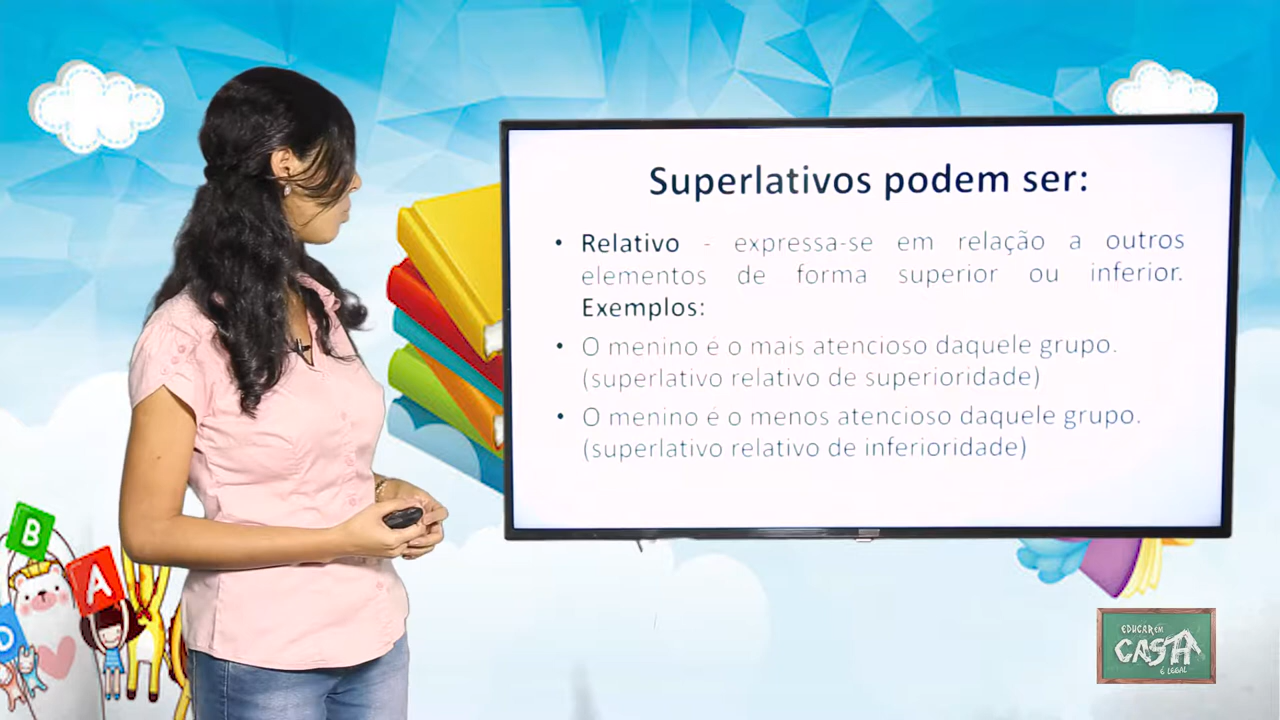 Superlativos podem ser:
• Relativo - expressa-se em relação a outros
elementos de forma superior ou inferior.
Exemplos:
• O menino é o mais atencioso daquele grupo.
(superlativo relativo de superioridade)
• O menino é o menos atencioso daquele grupo.
(superlativo relativo de inferioridade)
B
A
EDUCAR EM
CASA
É LEGAL